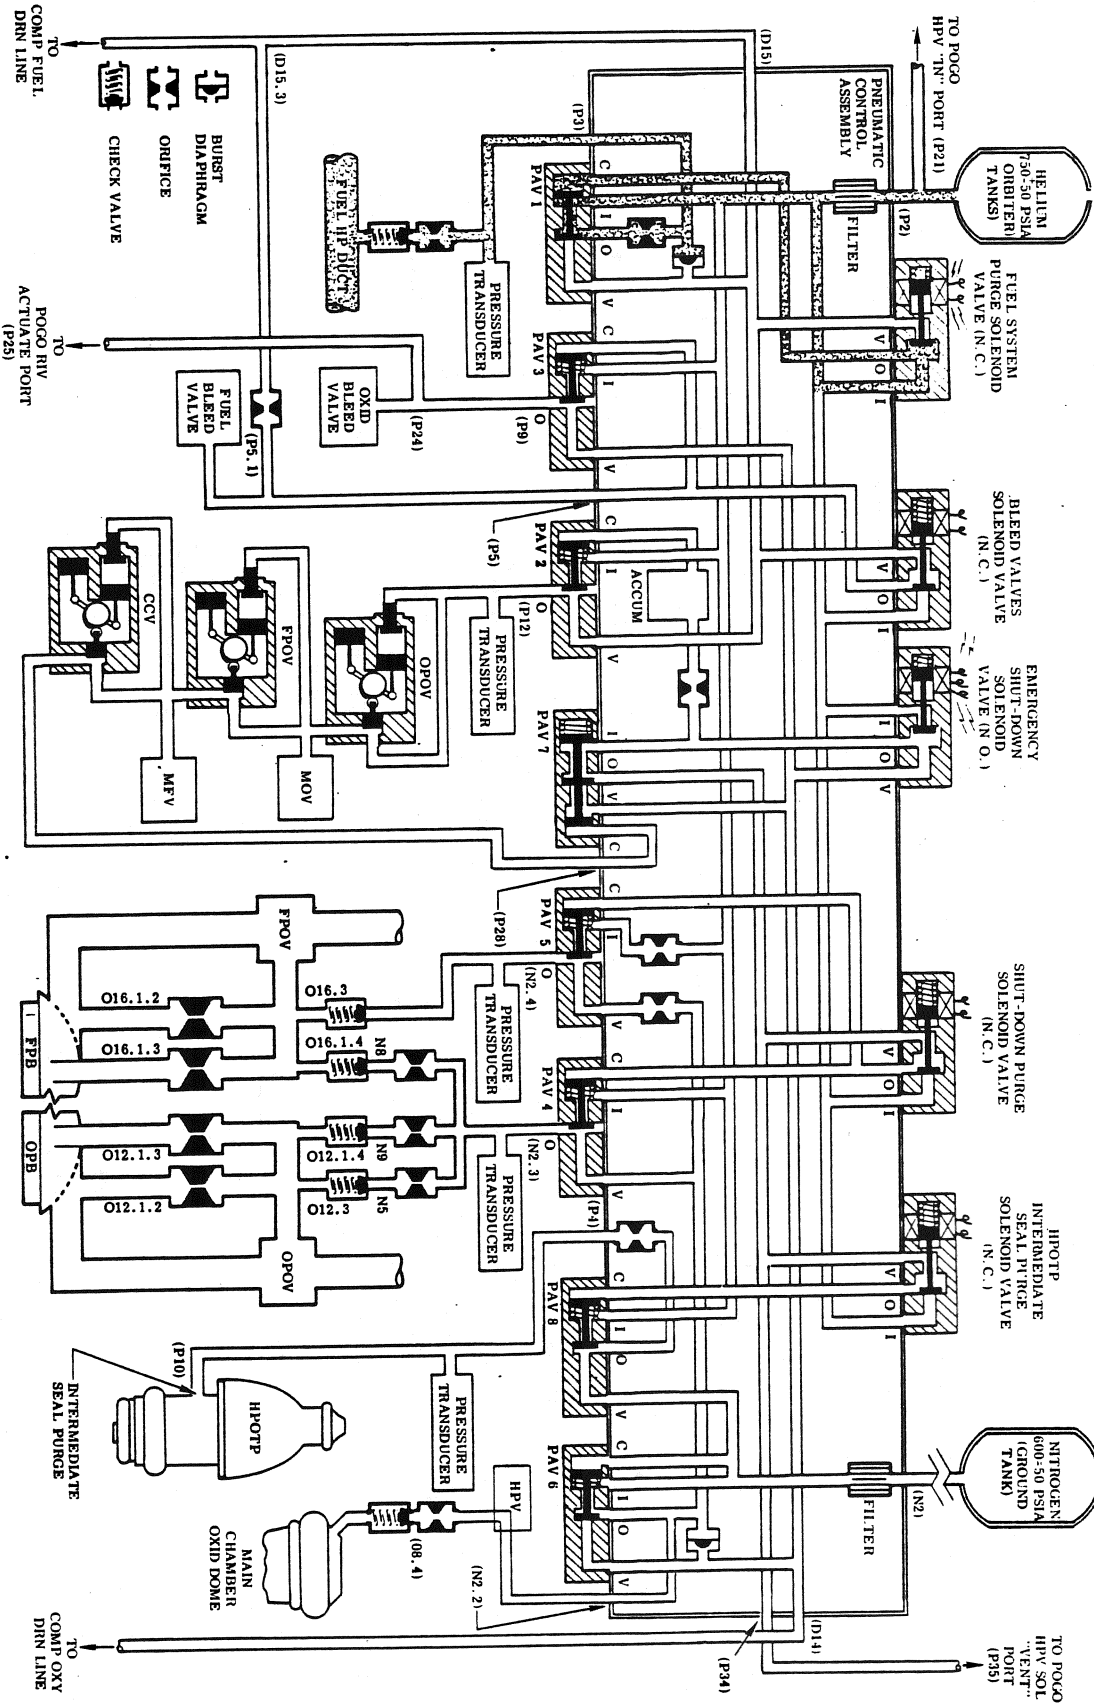 TO POGO
HPV "IN" PORT (P21)
HELIUM
750-50 PSIA
ORBITER)
TANKS)
(P2)
FILTER
PNEUMATIC
CONTROL
ASSEMBLY
FUEL SYSTEM
PURGE SOLENOID
VALVE (N.C.)
V
O
I
BLEED VALVES
SOLENOID VALVE
(N.C.)
V
O
I
EMERGENCY
SHUT-DOWN
SOLENOID
VALVE (N O.)
I
O
V
SHUT-DOWN PURGE
SOLENOID VALVE
(N.C.)
V
O
I
HPOTP
INTERMEDIATE
SEAL PURGE
SOLENOID VALVE
(N.C.)
V
O
I
NITROGEN
600-50 PSIA
(GROUND
TANK)
(N2)
FILTER
TO POGO
HPV SOL
"VENT"
PORT
(P35)
(D15)
(P3)
C
I
O
V
PAV 1
C
I
O
V
PAV 3
C
I
O
V
PAV 2
ACCUM
I
O
V
C
PAV 7
C
I
O
V
PAV 5
C
I
O
V
PAV 4
C
I
O
V
PAV 8
C
I
O
V
PAV 6
(D14)
(P34)
(P9)
(P5)
(P12)
(P28)
(N2.4)
(N2.3)
(P4)
(N2.2)
PRESSURE
TRANSDUCER
FUEL HP DUCT
(P24)
OXID
BLEED
VALVE
PRESSURE
TRANSDUCER
OPOV
PRESSURE
TRANSDUCER
PRESSURE
TRANSDUCER
PRESSURE
TRANSDUCER
HPV
(D15.3)
(P5.1)
FUEL
BLEED
VALVE
FPOV
MOV
CCV
MFV
FPOV
O16.3
O16.1.4
N8
N9
O12.1.4
N5
O12.3
OPOV
O16.1.2
O16.1.3
O12.1.3
O12.1.2
FPB
OPB
(P10)
HPOTP
INTERMEDIATE
SEAL PURGE
(08.4)
MAIN
CHAMBER
OXID DOME
BURST
DIAPHRAGM
ORIFICE
CHECK VALVE
TO
COMP FUEL
DRN LINE
TO
POGO RIV
ACTUATE PORT
(P25)
TO
COMP OXY
DRN LINE